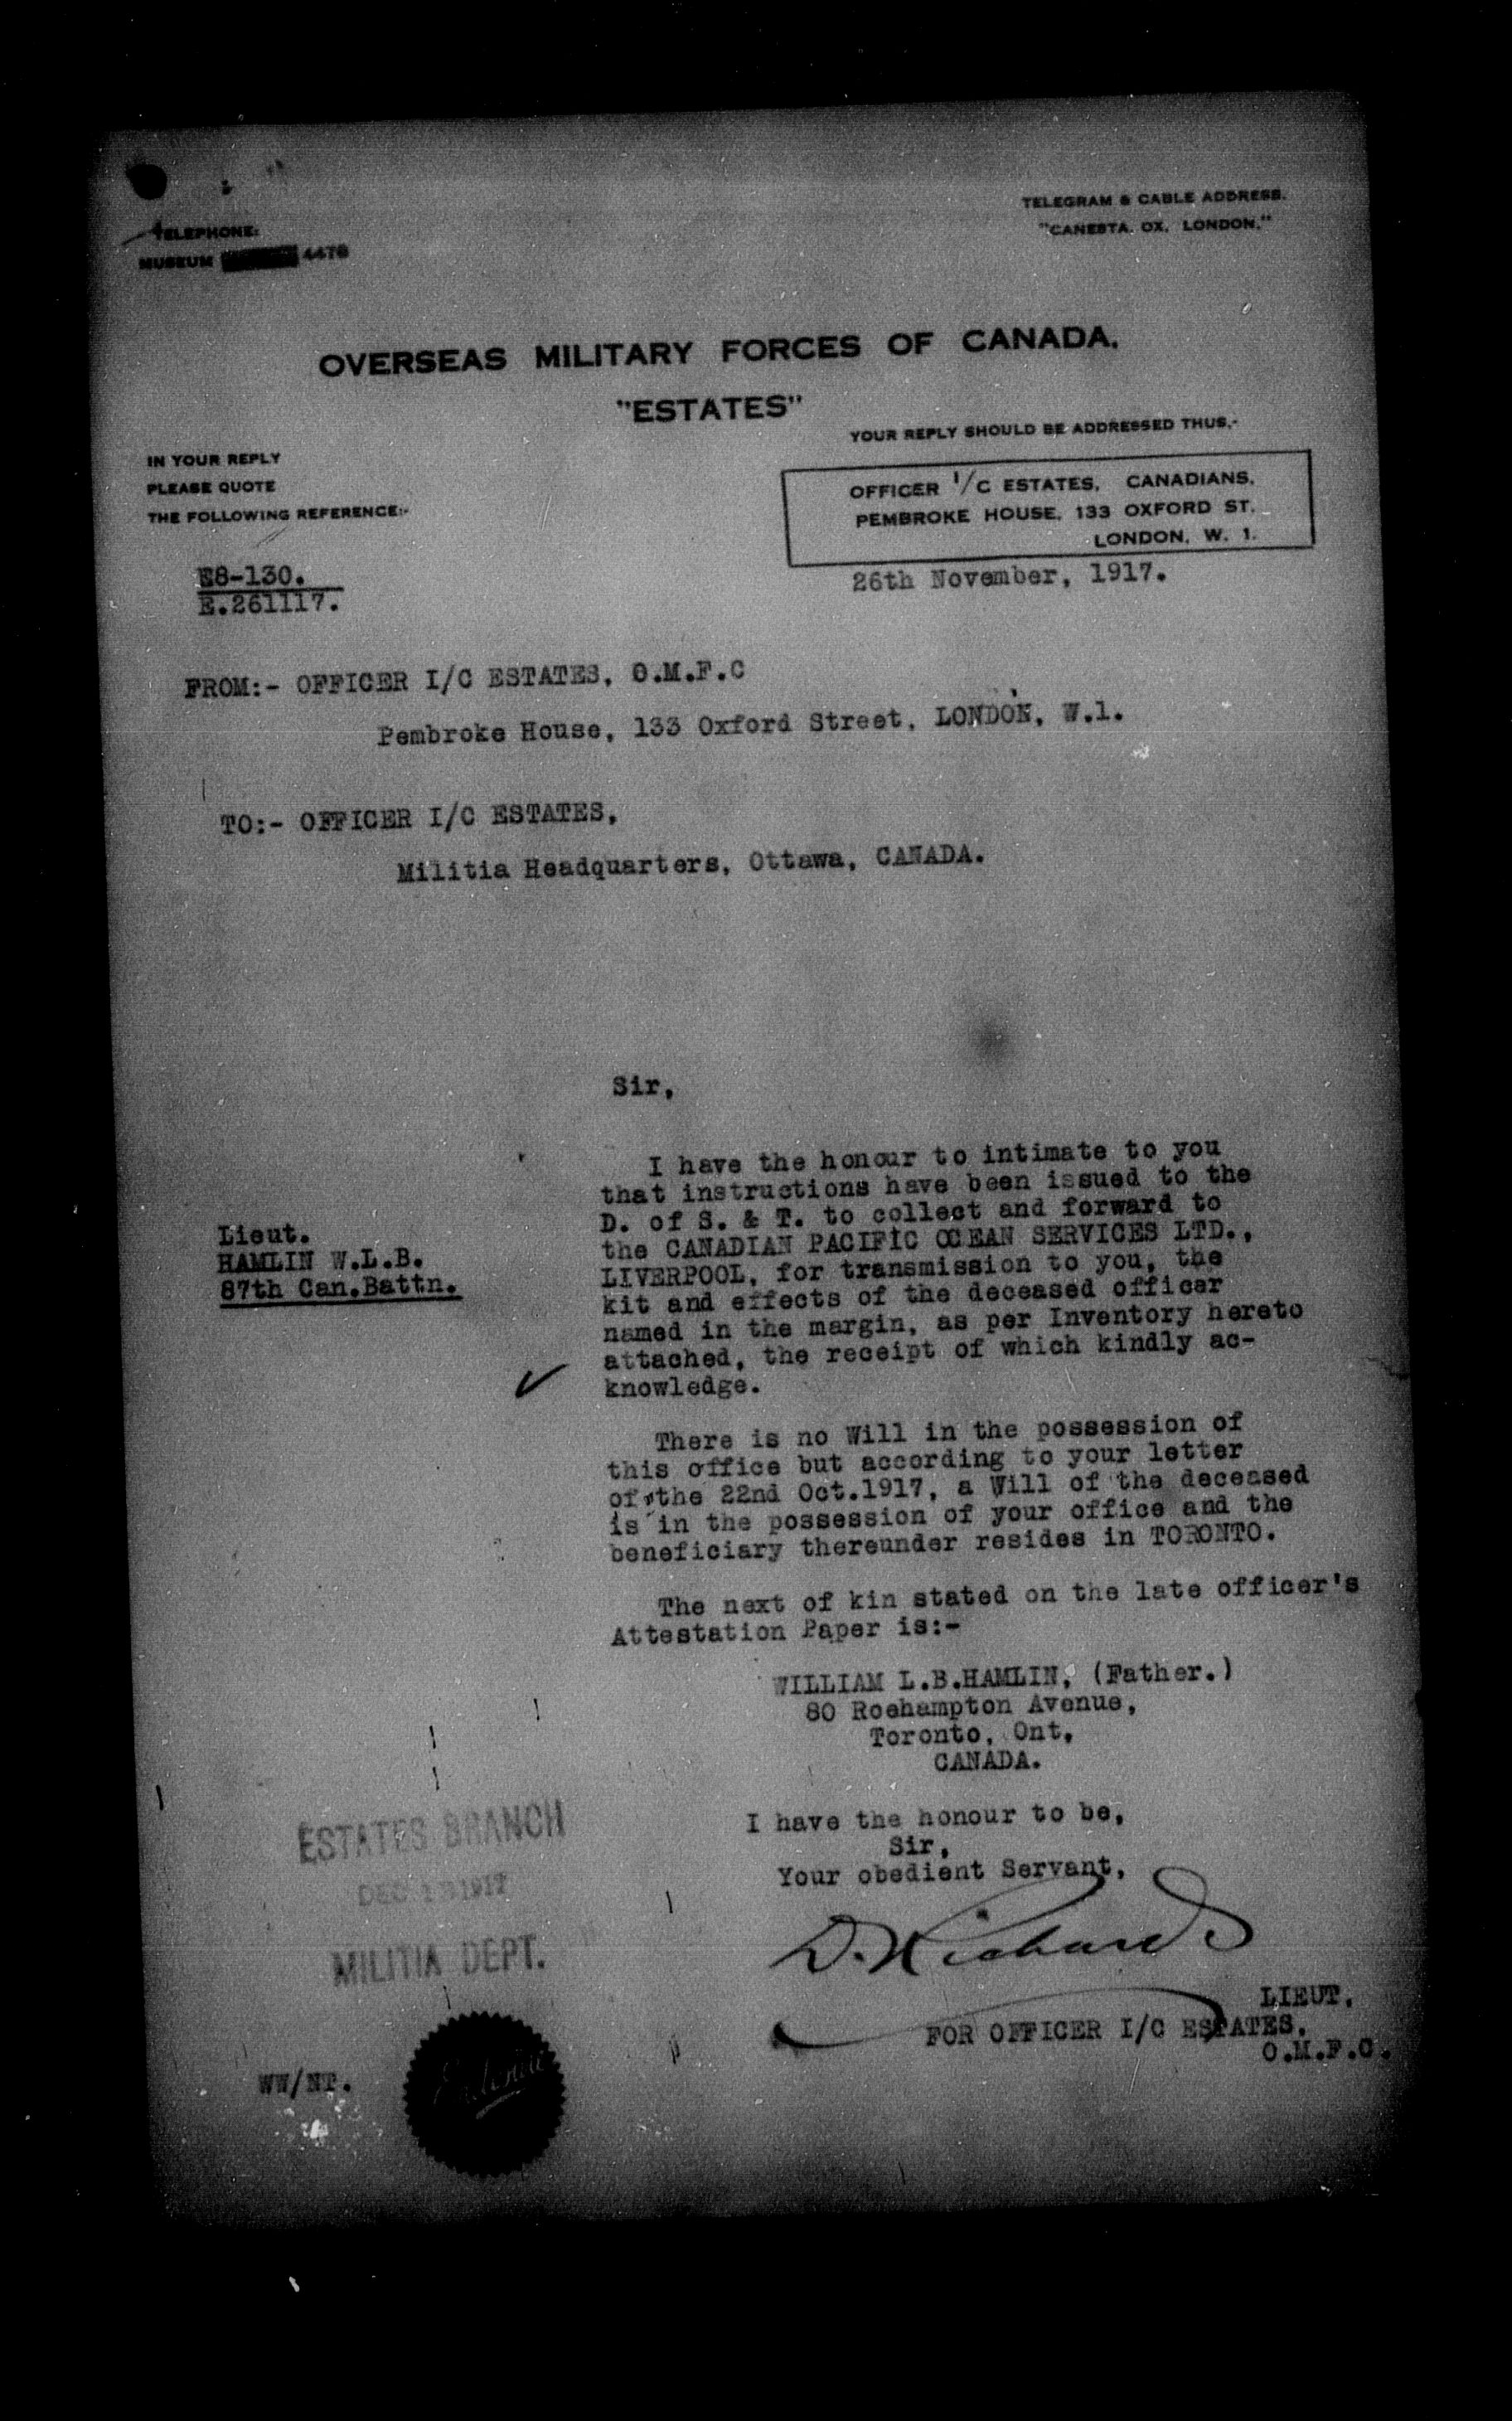 TELEPHONE:
MUSEUM 4478
TELEGRAM & CABLE ADDRESS.
"CANESTA. OX. LONDON."
OVERSEAS MILITARY FORCES OF CANADA.
"ESTATES"
IN YOUR REPLY
PLEASE QUOTE
THE FOLLOWING REFERENCE:-
YOUR REPLY SHOULD BE ADDRESSED THUS.-
OFFICER I/C ESTATES, CANADIANS,
PEMBROKE HOUSE, 133 OXFORD ST.
LONDON, W. 1.
E8-130.
E.261117.
26th November, 1917.
FROM:- OFFICER I/C ESTATES, O.M.F.C
Pembroke House, 133 Oxford Street, LONDON, W.1.
TO:- OFFICER I/C ESTATES,
Militia Headquarters, Ottawa, CANADA.
Sir,
Lieut.
HAMLIN W.L.B.
87th Can.Battn.
I have the honour to intimate to you
that instructions have been issued to the
D. of S. & T. to collect and forward to
the CANADIAN PACIFIC OCEAN SERVICES LTD.,
LIVERPOOL, for transmission to you, the
kit and effects of the deceased officer
named in the margin, as per Inventory hereto
attached, the receipt of which kindly ac-
knowledge.
There is no Will in the possession of
this office but according to your letter
of the 22nd Oct.1917, a Will of the deceased
is in the possession of your office and the
beneficiary thereunder resides in TORONTO.
The next of kin stated on the late officer's
Attestation Paper is:-
WILLIAM L.B.HAMLIN, (Father.)
80 Roehampton Avenue,
Toronto, Ont,
CANADA.
I have the honour to be,
Sir,
Your obedient Servant,
D. Richards
LIEUT,
FOR OFFICER I/C ESTATES,
O.M.F.C.
ESTATES BRANCH
DEC 1917
MILITIA DEPT.
WW/NT.